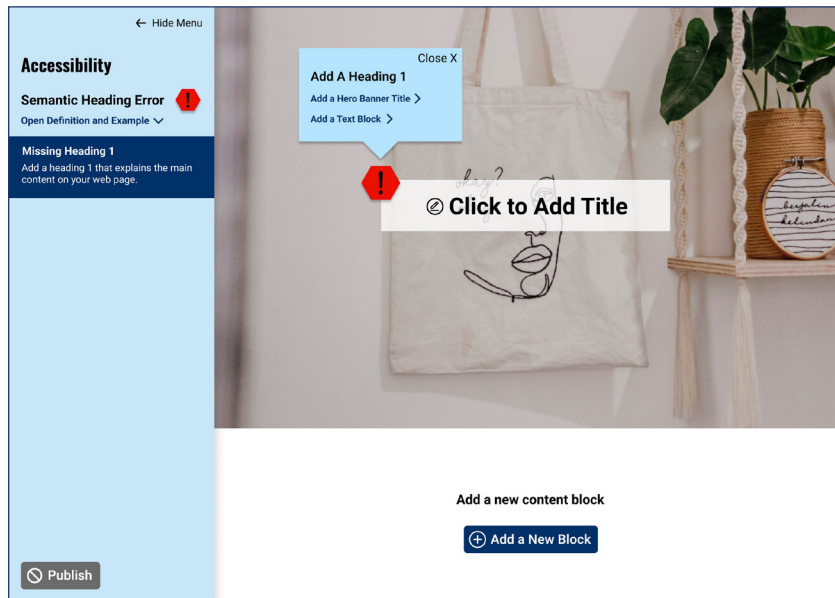 ← Hide Menu
Accessibility
Semantic Heading Error !
Open Definition and Example
Missing Heading 1
Add a heading 1 that explains the main
content on your web page.
Publish
Close X
Add A Heading 1
Add a Hero Banner Title >
Add a Text Block >
!
Click to Add Title
okay?
Add a new content block
Add a New Block